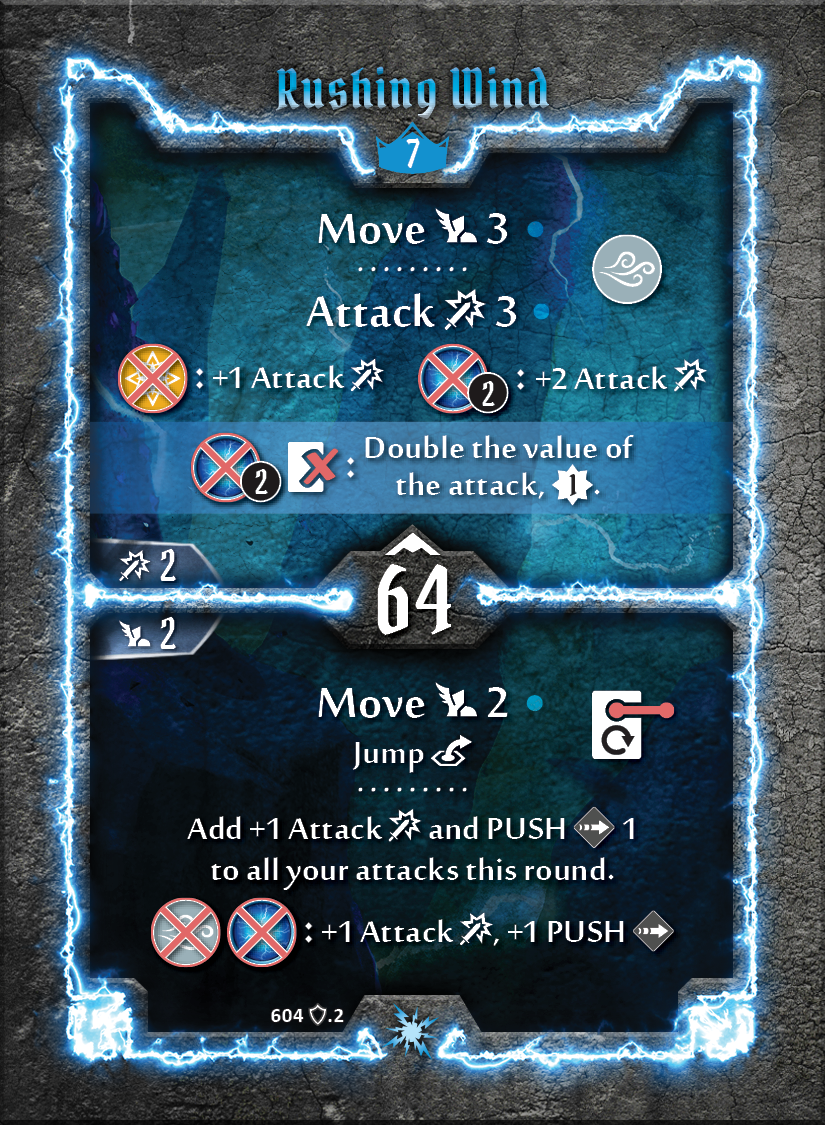 Rushing Wind
7
Move 3
Attack 3
: +1 Attack 2 : +2 Attack
2 : Double the value of
the attack, 1.
2
64
2
Move 2
Jump
Add +1 Attack and PUSH 1
to all your attacks this round.
: +1 Attack, +1 PUSH
604 .2